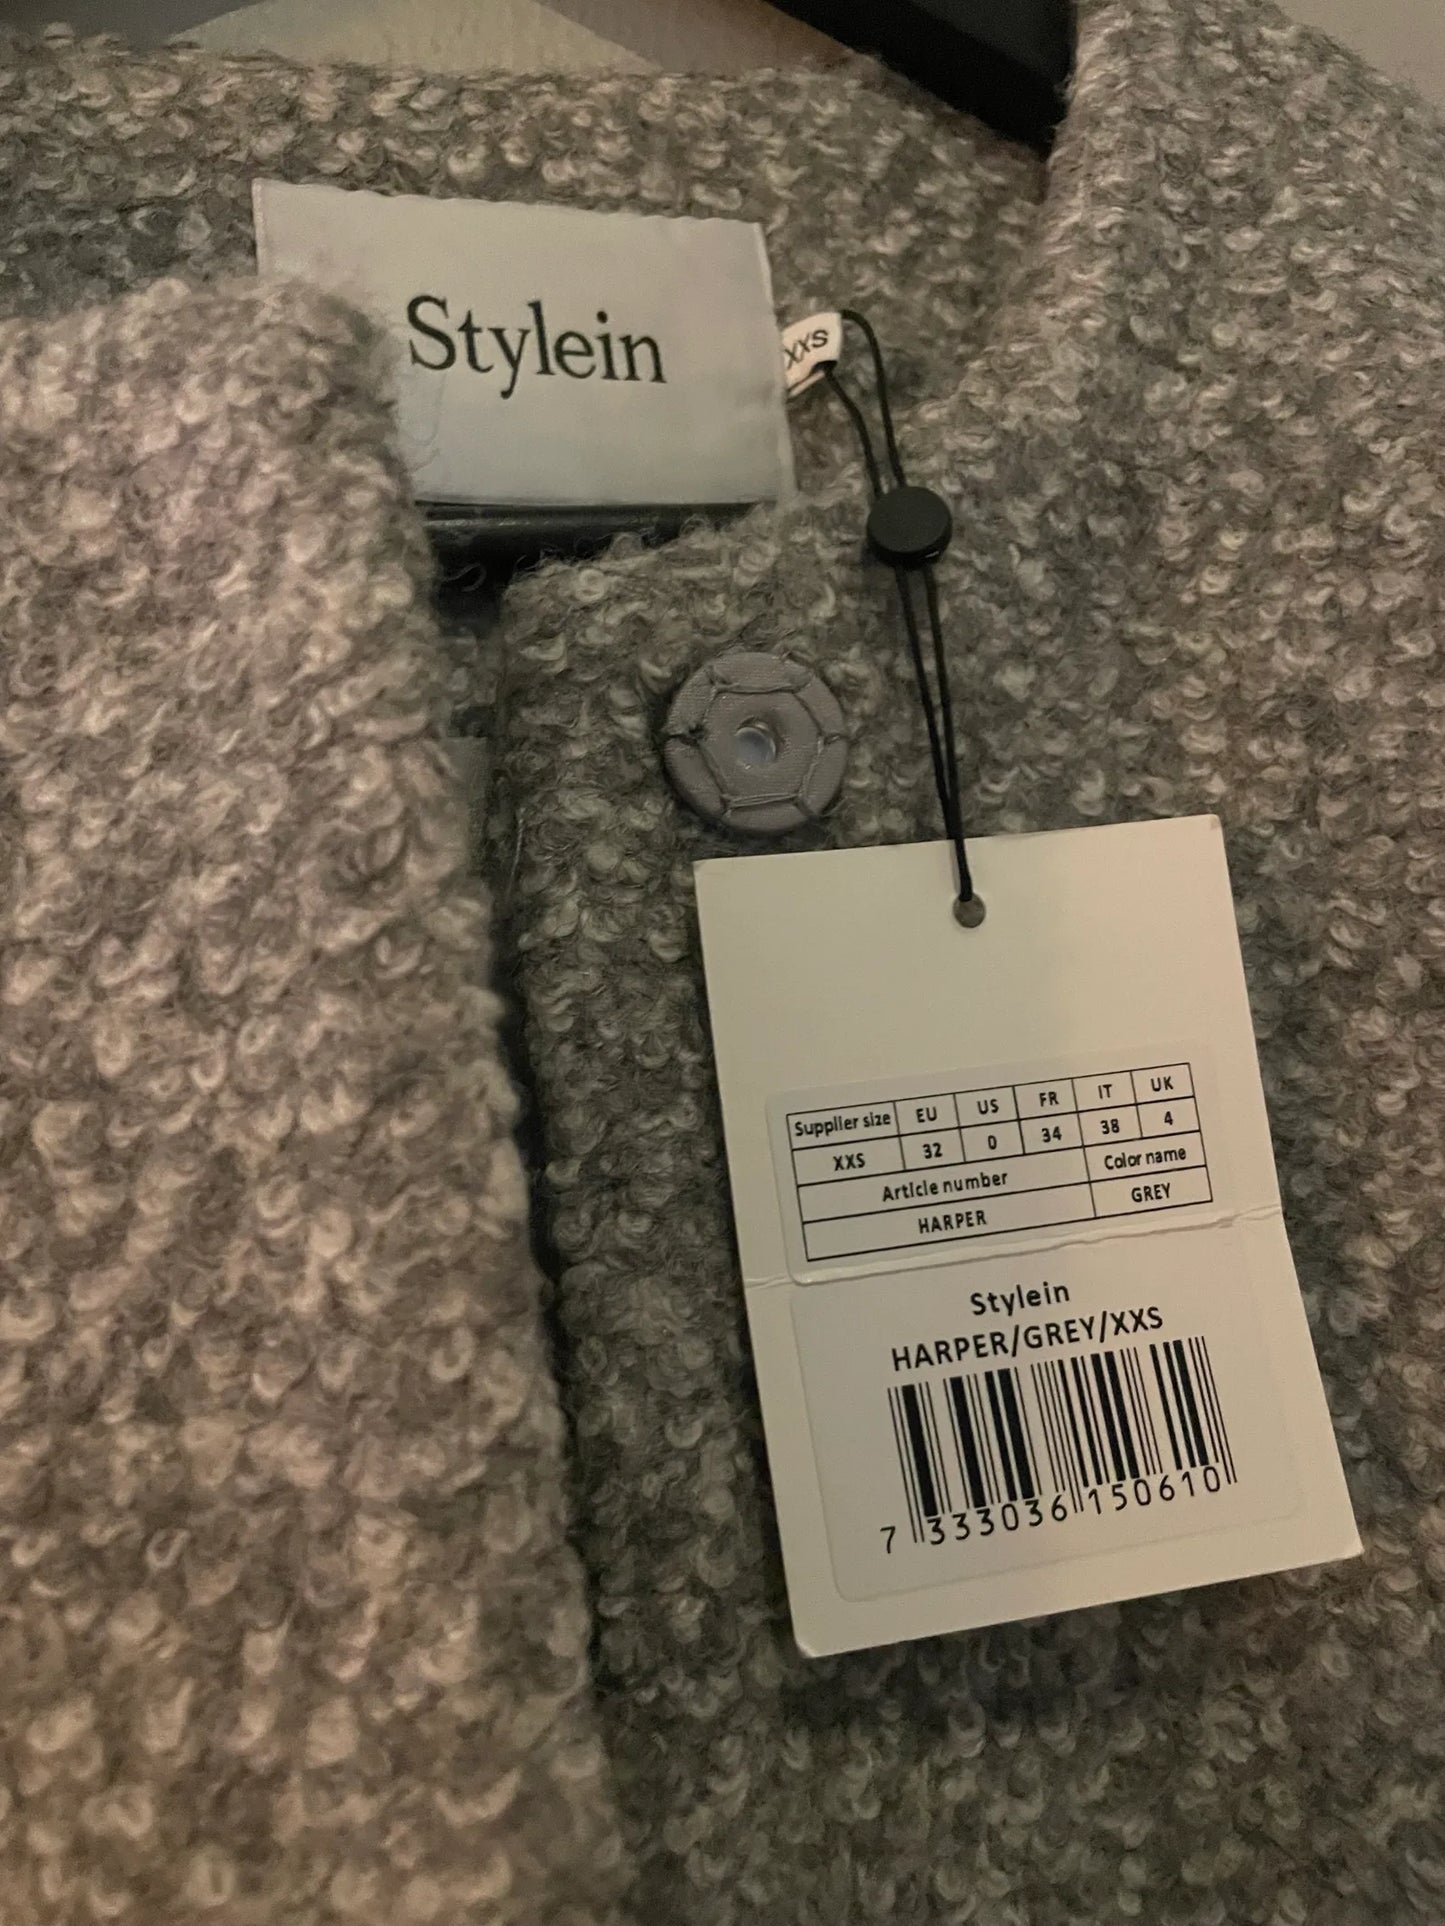 Stylein
XXS
Supplier size EU US FR IT UK
XXS 32 0 34 38 4
Article number Color name
HARPER GREY
Stylein
HARPER/GREY/XXS
7 333036 150610